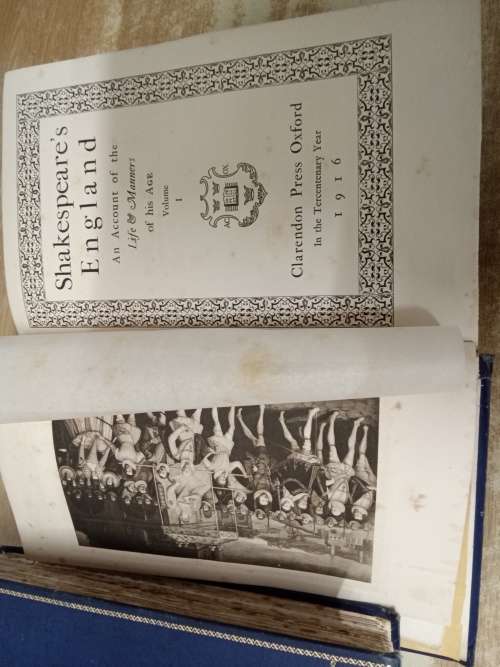 Shakespeare's
England
An Account of the
Life & Manners
of his Age
Volume
I
Clarendon Press Oxford
In the Tercentenary Year
1916